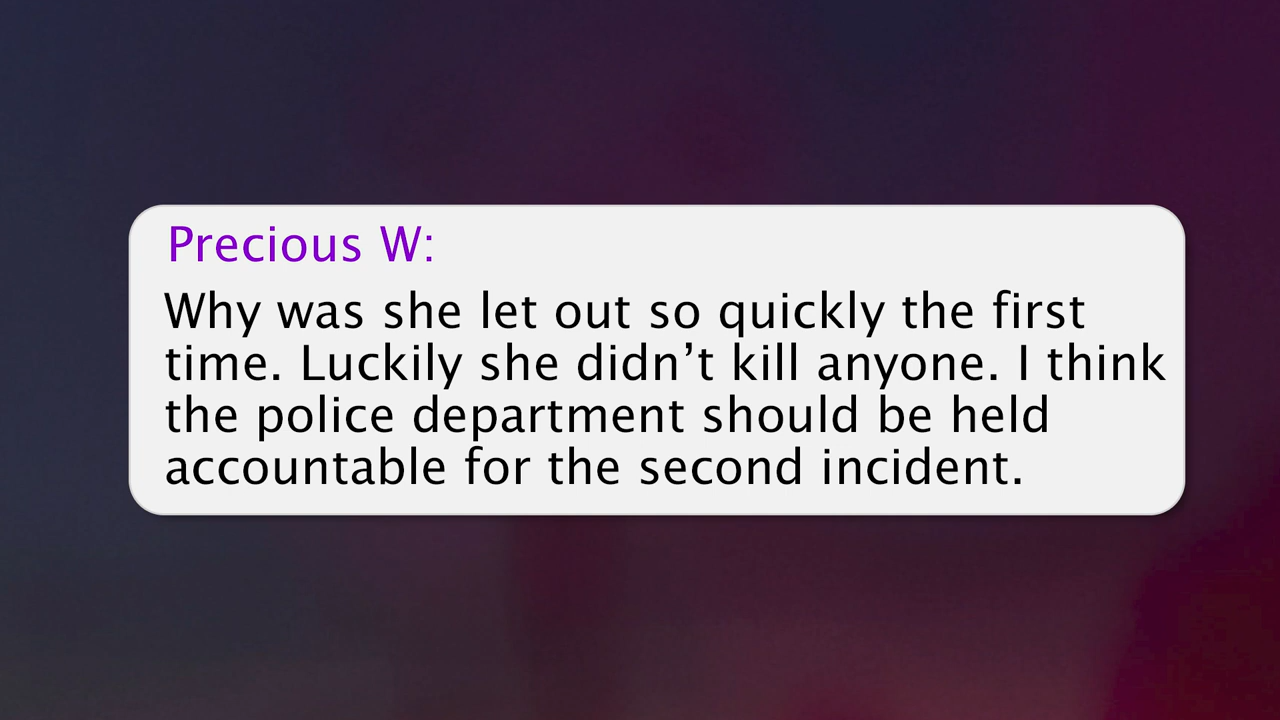 Precious W:
Why was she let out so quickly the first
time. Luckily she didn’t kill anyone. I think
the police department should be held
accountable for the second incident.